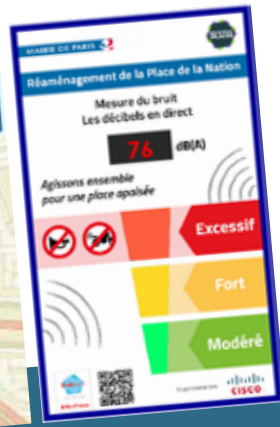 MAIRIE DE PARIS
Réaménagement de la Place de la Nation
Mesure du bruit
Les décibels en direct
76 dB(A)
Agissons ensemble
pour une place apaisée
Excessif
Fort
Modéré
CISCO